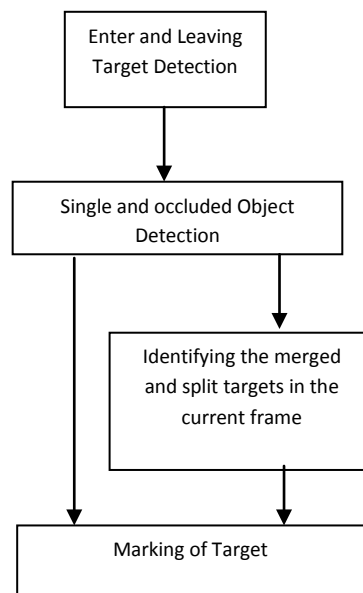 Enter and Leaving
Target Detection
Single and occluded Object
Detection
Identifying the merged
and split targets in the
current frame
Marking of Target